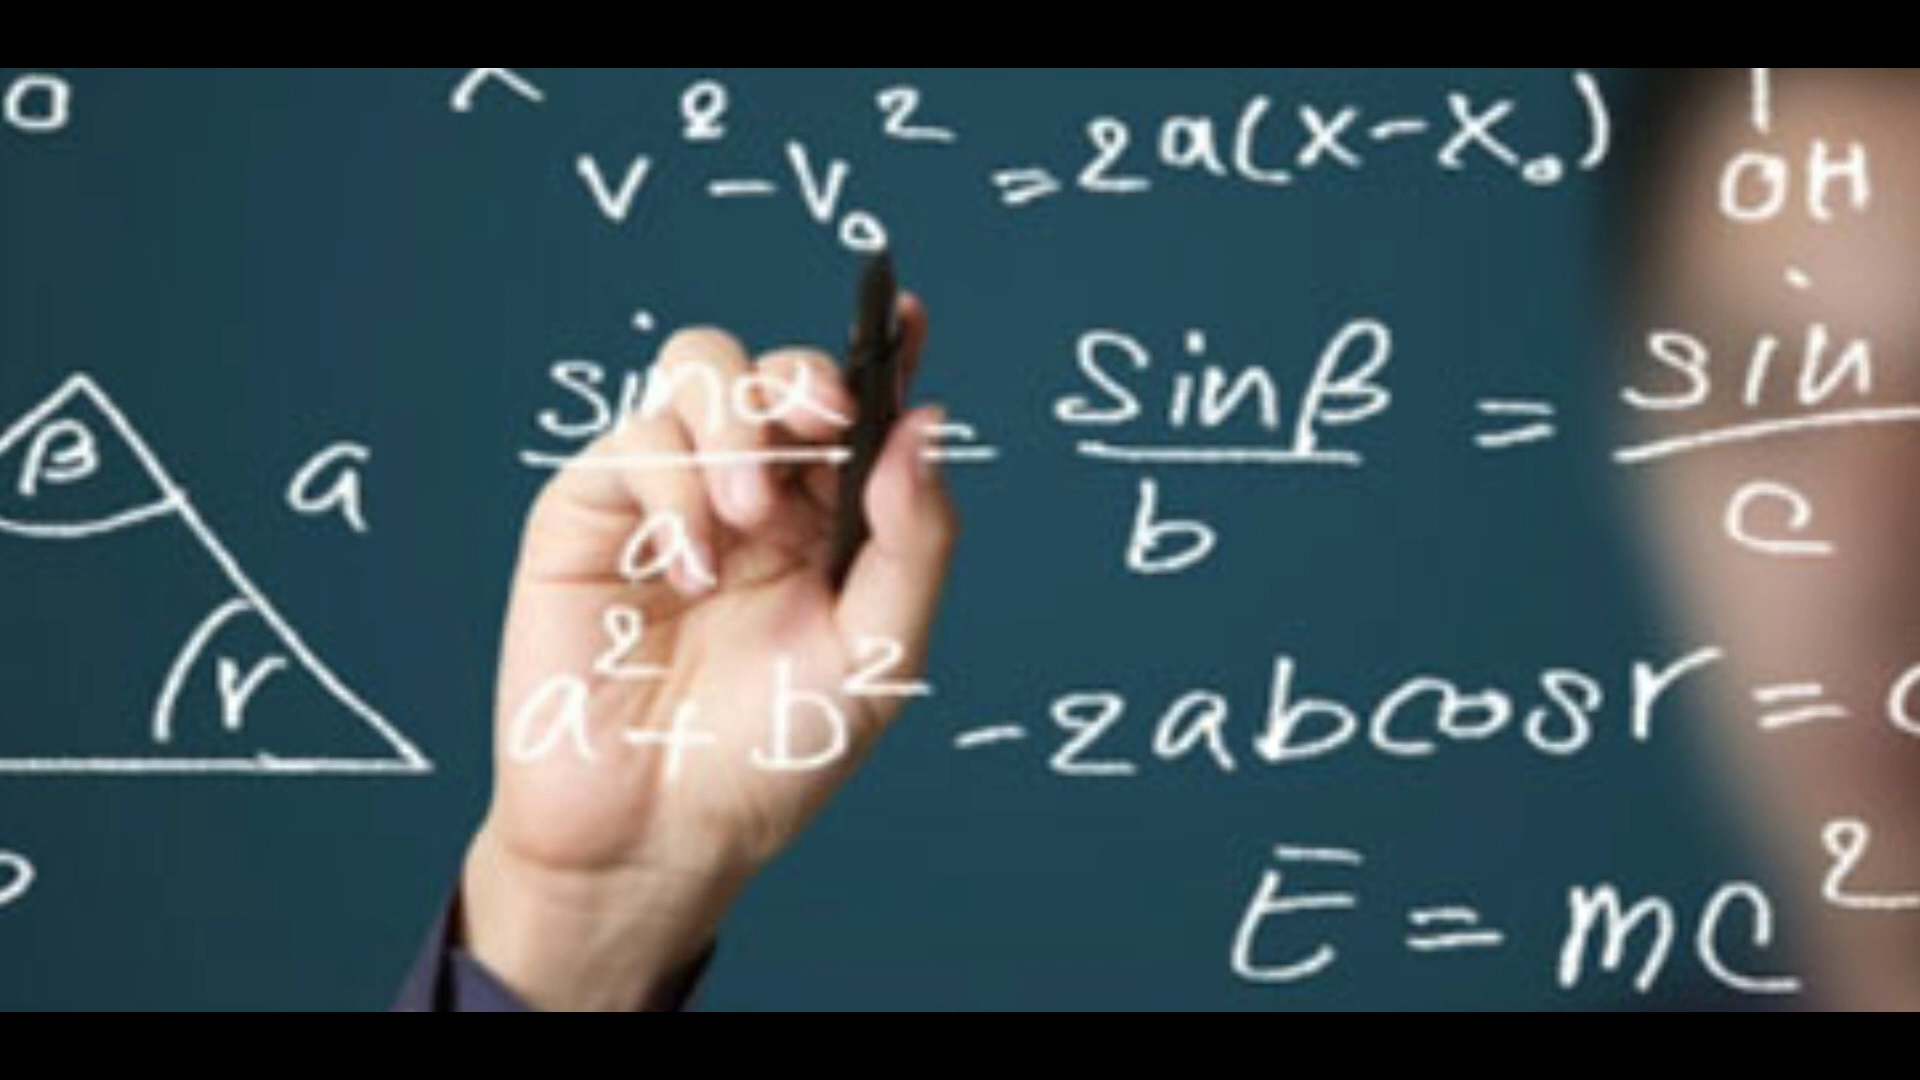 v² - v₀² = 2a(x-x₀)
OH
sinα/a = sinβ/b = sin/c
β
a
a² + b² - 2abcosr = c
r
E = mc²